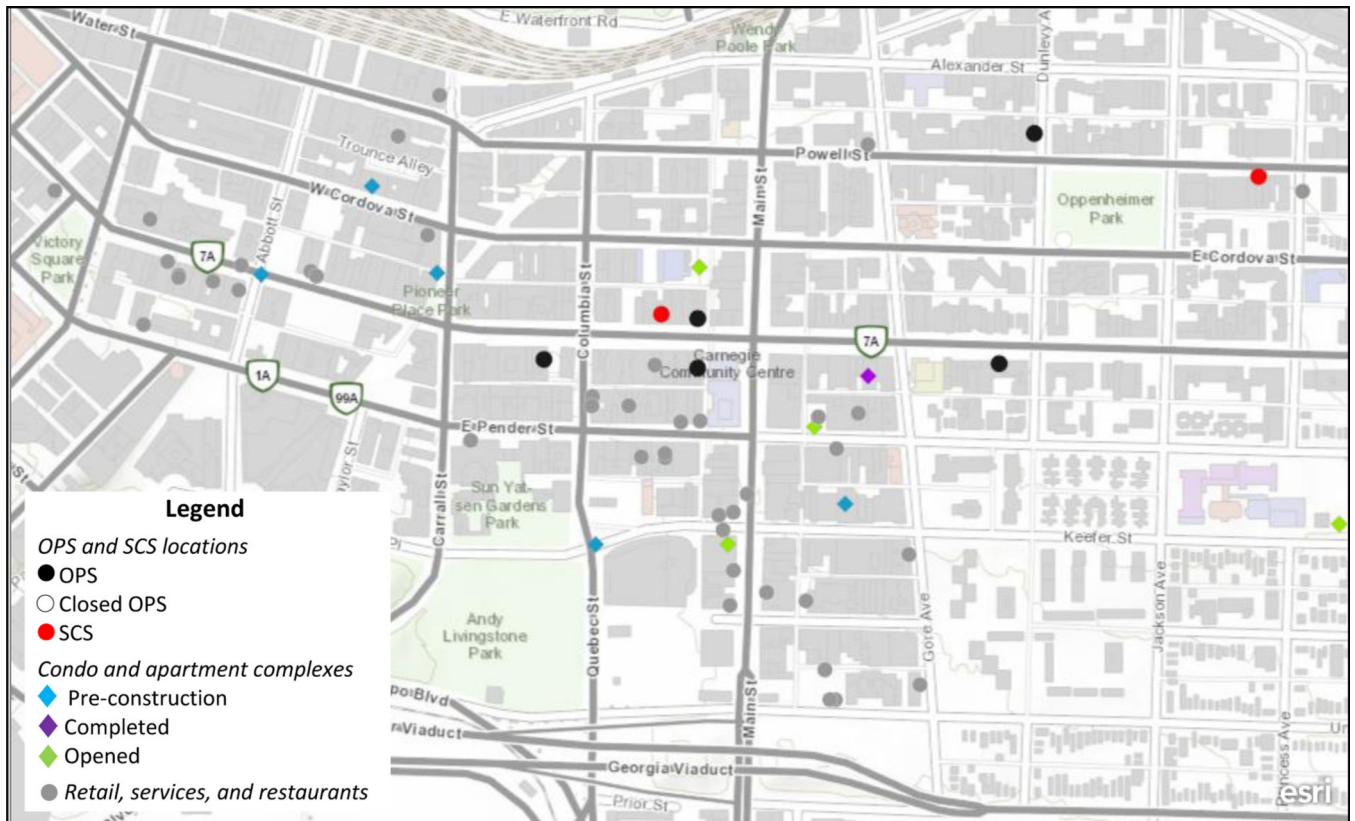 Water St
E Waterfront Rd
Wendy
Poole Park
Alexander St
Dunlevy A
Trounce Alley
Powell St
Main St
W Cordova St
Abbott St
Oppenheimer
Park
Victory
Square
Park
7A
E Cordova St
Pioneer
Place Park
Columbia St
7A
Carnegie
Community Centre
1A
99A
E Pender St
Carrall St
Sun Yat-
sen Gardens
Park
Keefer St
Jackson Ave
Gore Ave
Quebec St
Andy
Livingstone
Park
Main St
Georgia Viaduct
Prior St
Princess Ave
esri
Legend
OPS and SCS locations
OPS
Closed OPS
SCS
Condo and apartment complexes
Pre-construction
Completed
Opened
Retail, services, and restaurants